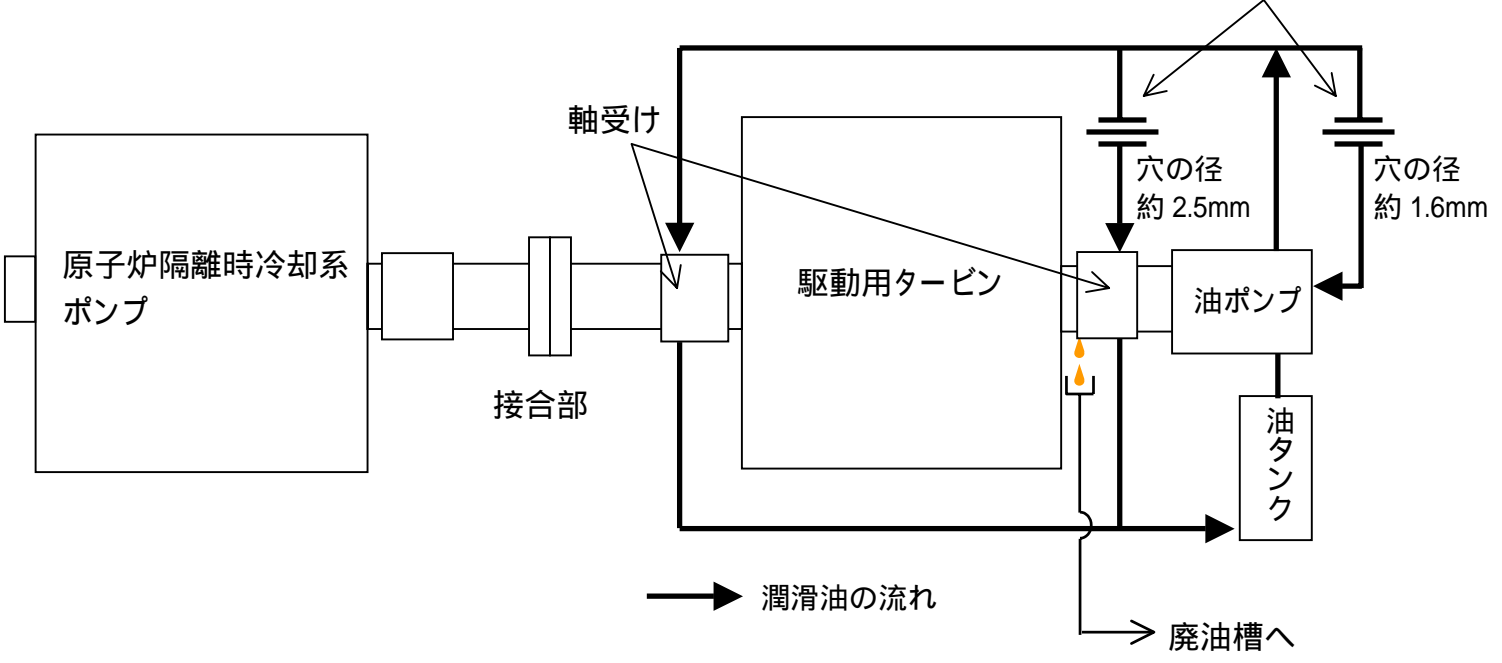 軸受け
穴の径
約 2.5mm
穴の径
約 1.6mm
原子炉隔離時冷却系
ポンプ
駆動用タービン
油ポンプ
接合部
油タンク
潤滑油の流れ
廃油槽へ